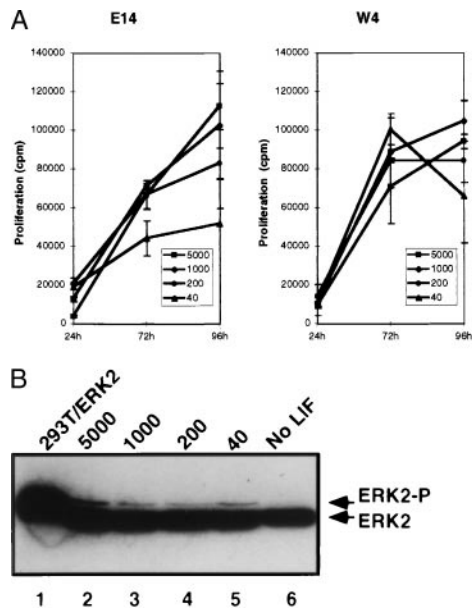 A
E14
W4
Proliferation (cpm)
140000
120000
100000
80000
60000
40000
20000
0
24h
72h
96h
5000
1000
200
40
Proliferation (cpm)
140000
120000
100000
80000
60000
40000
20000
0
24h
72h
96h
5000
1000
200
40
B
293T/ERK2
5000
1000
200
40
No LIF
ERK2-P
ERK2
1 2 3 4 5 6